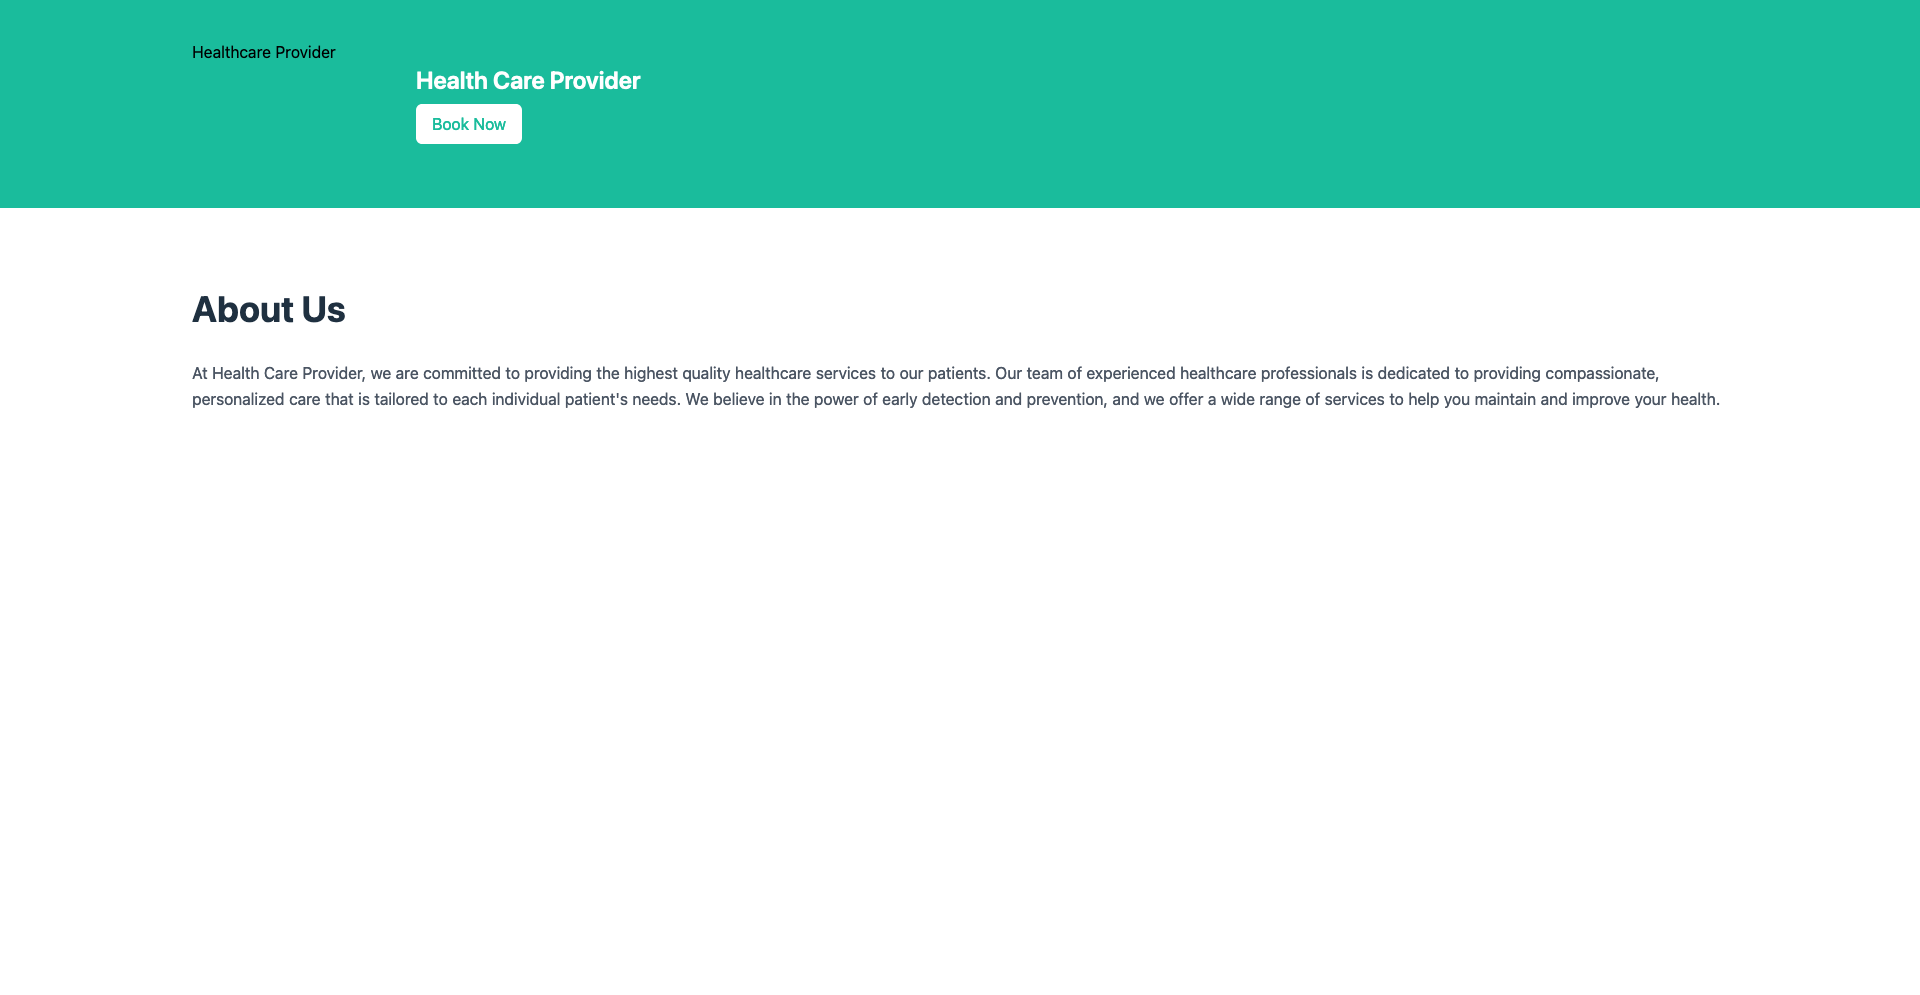 Healthcare Provider
Health Care Provider
Book Now
About Us
At Health Care Provider, we are committed to providing the highest quality healthcare services to our patients. Our team of experienced healthcare professionals is dedicated to providing compassionate,
personalized care that is tailored to each individual patient's needs. We believe in the power of early detection and prevention, and we offer a wide range of services to help you maintain and improve your health.